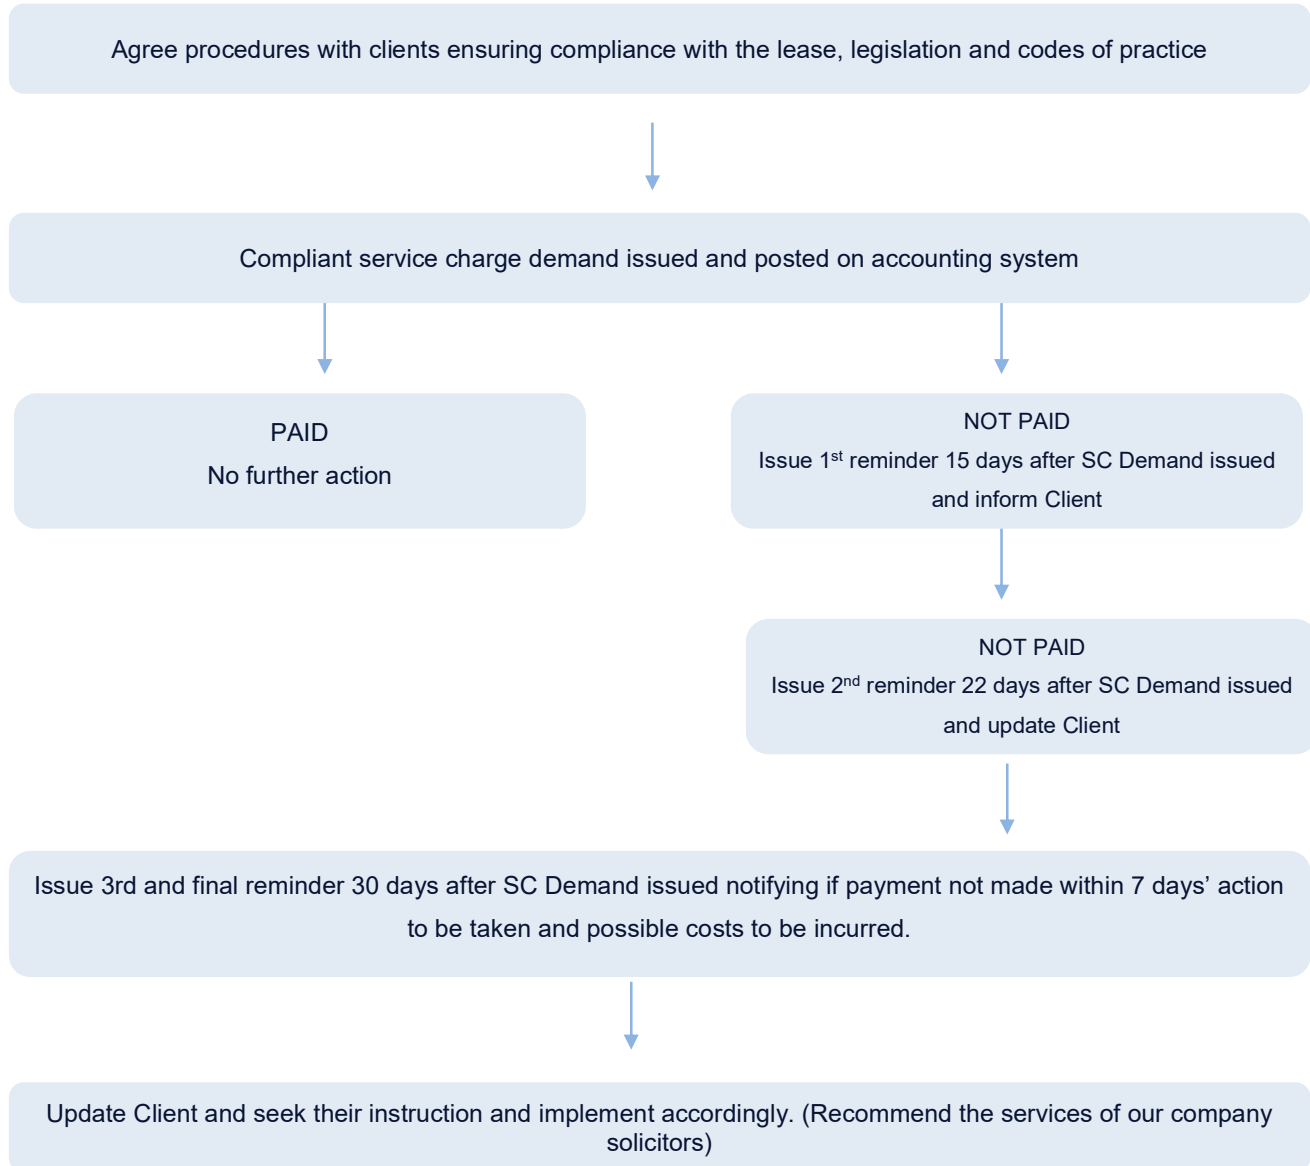 Agree procedures with clients ensuring compliance with the lease, legislation and codes of practice
Compliant service charge demand issued and posted on accounting system
PAID
No further action
NOT PAID
Issue 1st reminder 15 days after SC Demand issued
and inform Client
NOT PAID
Issue 2nd reminder 22 days after SC Demand issued
and update Client
Issue 3rd and final reminder 30 days after SC Demand issued notifying if payment not made within 7 days’ action
to be taken and possible costs to be incurred.
Update Client and seek their instruction and implement accordingly. (Recommend the services of our company
solicitors)